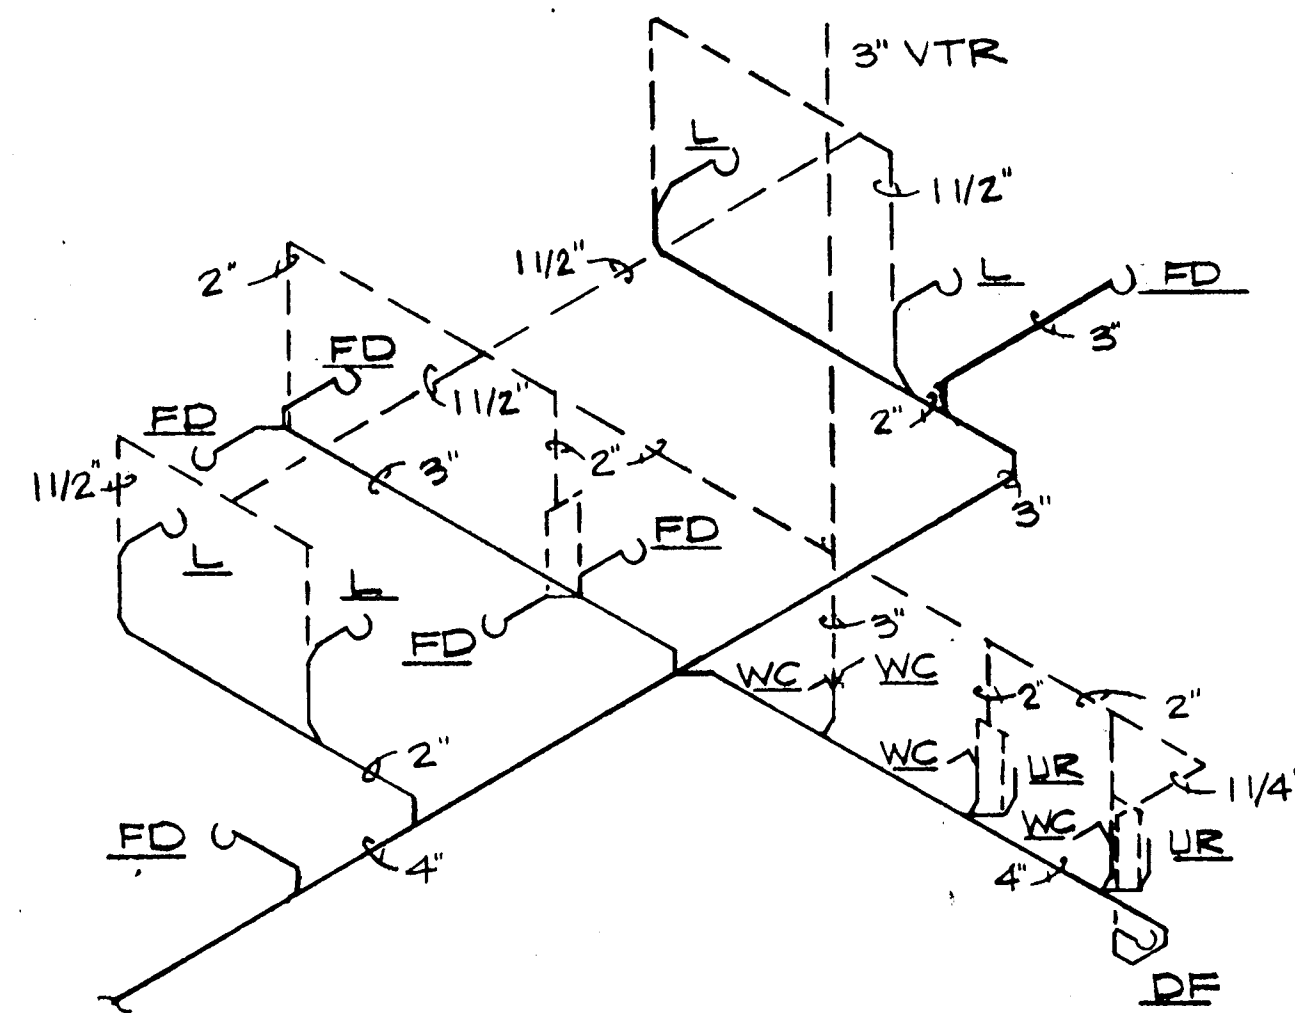 3" VTR
L
1 1/2"
L
FD
3"
1 1/2"
2"
FD
1 1/2"
FD
2"
1 1/2"
3"
2"
3"
L
FD
L
FD
3"
WC
WC
2"
2"
2"
WC
UR
1 1/4"
WC
UR
FD
4"
4"
DF